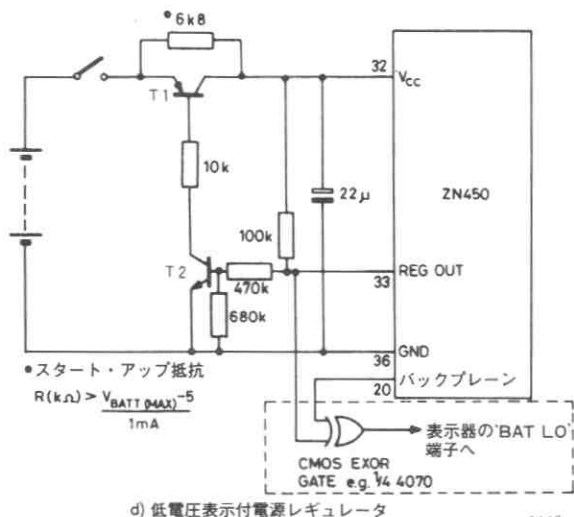 ●6k8
T1
32
VCC
10k
22μ
ZN450
100k
T2
470k
REG OUT
33
680k
GND
36
●スタート・アップ抵抗
バックプレーン
20
R(kΩ) > VBATT(MAX) -5
1mA
表示器の'BAT LO'
端子へ
CMOS EXOR
GATE e.g. ¼ 4070
d) 低電圧表示付電源レギュレータ